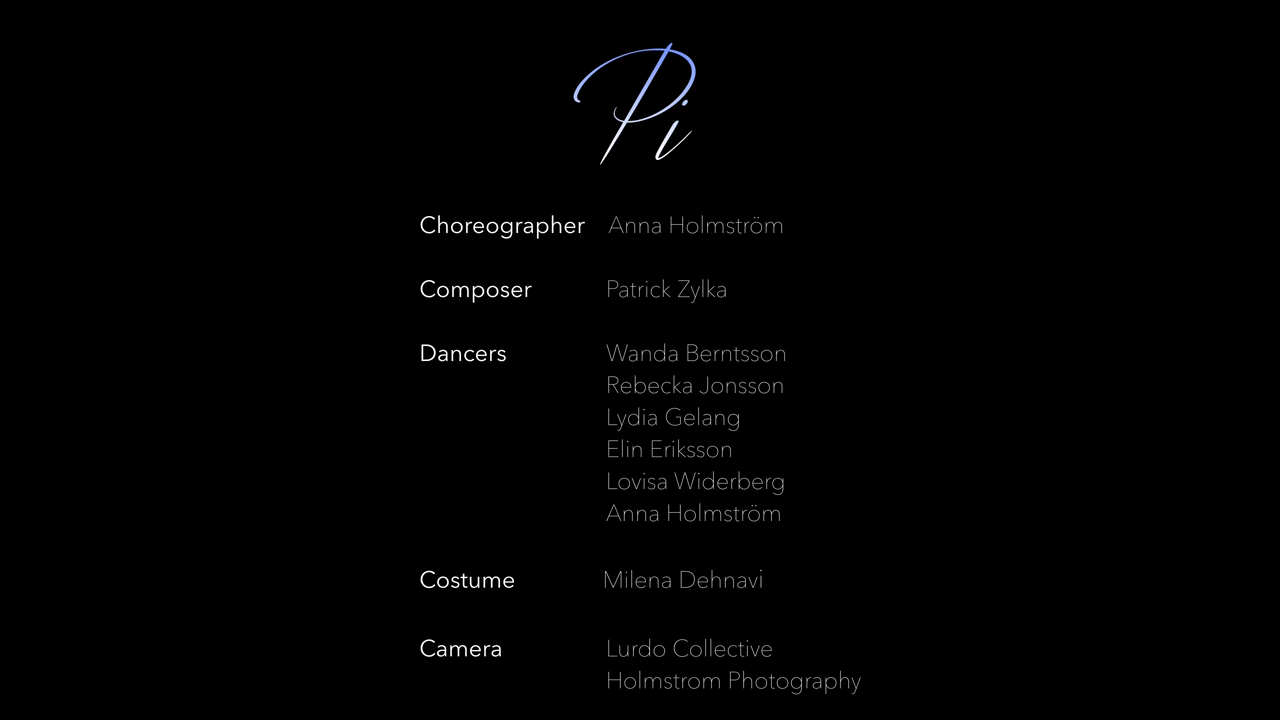 Pi
Choreographer Anna Holmström
Composer Patrick Zylka
Dancers Wanda Berntsson
Rebecka Jonsson
Lydia Gelang
Elin Eriksson
Lovisa Widerberg
Anna Holmström
Costume Milena Dehnavi
Camera Lurdo Collective
Holmstrom Photography